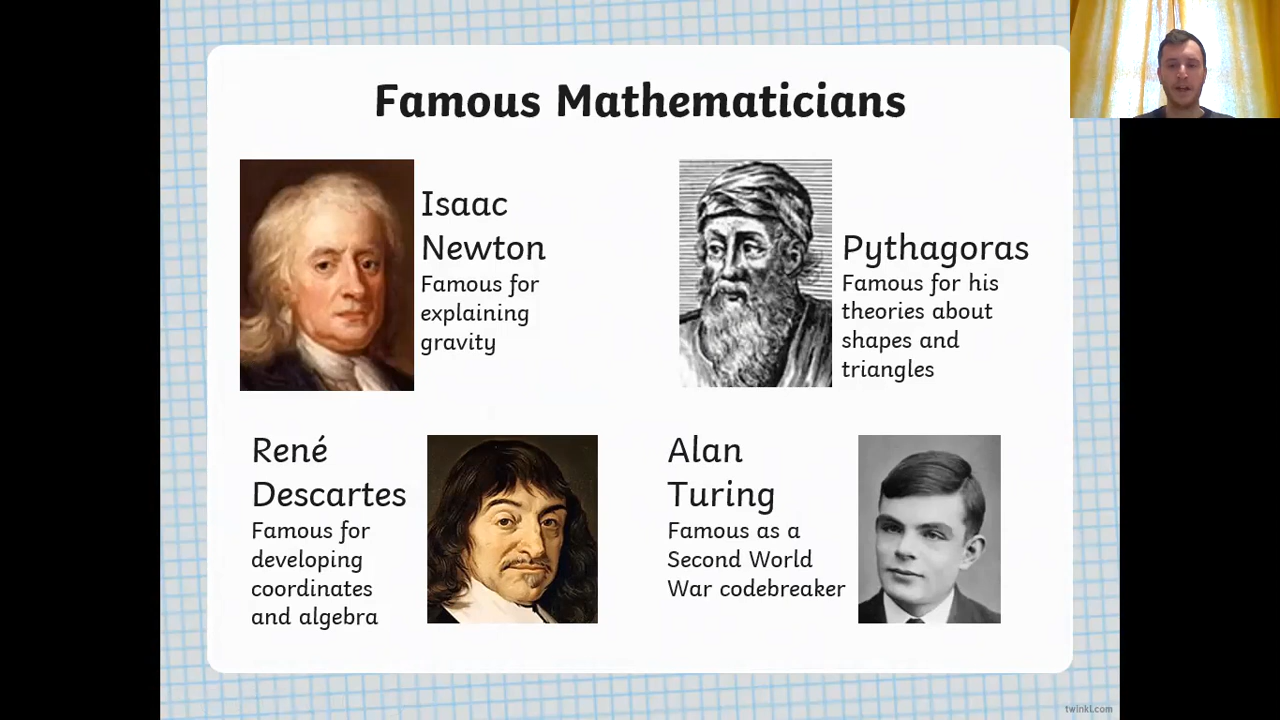 Famous Mathematicians
Isaac
Newton
Famous for
explaining
gravity
Pythagoras
Famous for his
theories about
shapes and
triangles
René
Descartes
Famous for
developing
coordinates
and algebra
Alan
Turing
Famous as a
Second World
War codebreaker
twinkl.com